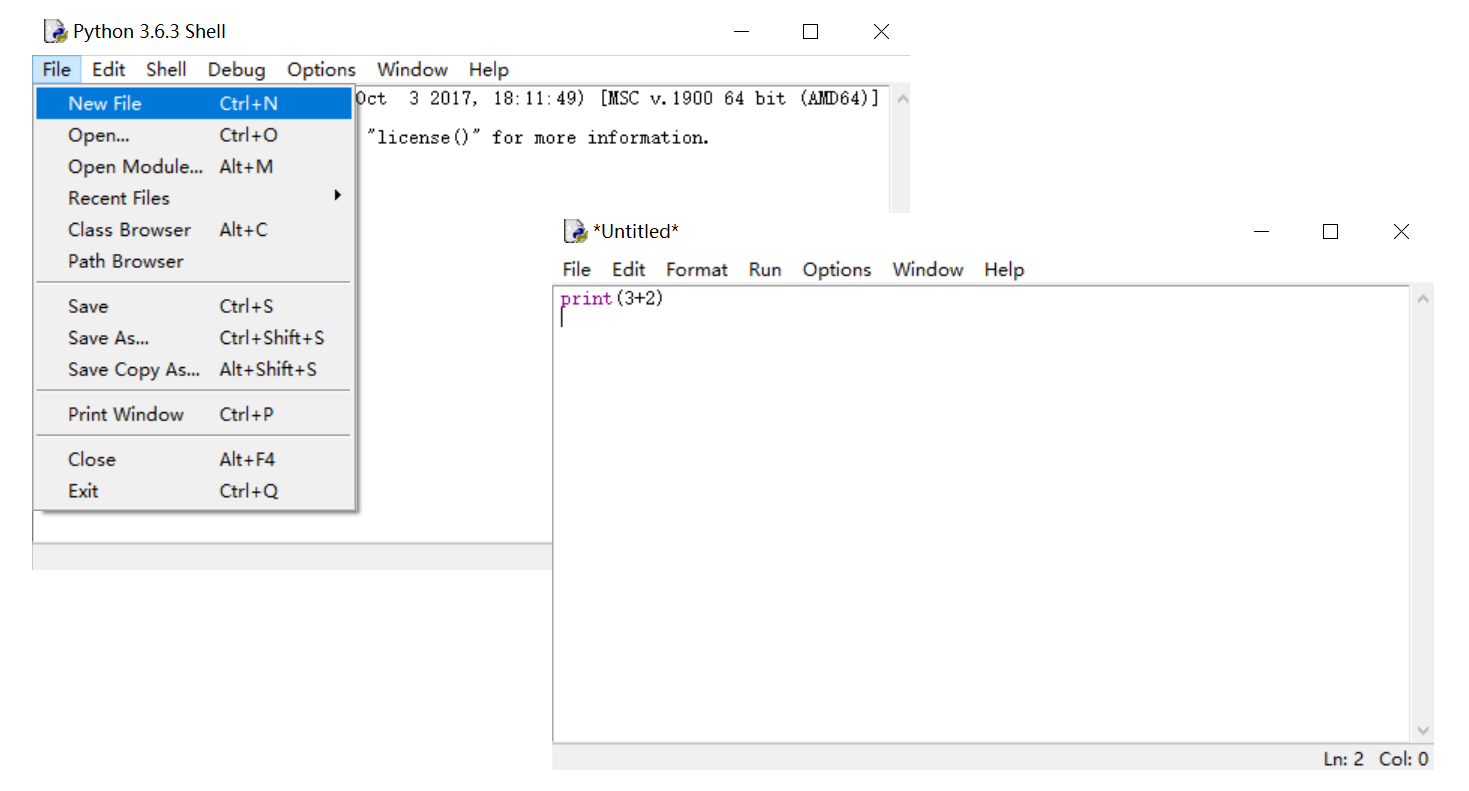 Python 3.6.3 Shell
File Edit Shell Debug Options Window Help
Oct 3 2017, 18:11:49) [MSC v.1900 64 bit (AMD64)]
"license()" for more information.
New File Ctrl+N
Open... Ctrl+O
Open Module... Alt+M
Recent Files
Class Browser Alt+C
Path Browser
Save Ctrl+S
Save As... Ctrl+Shift+S
Save Copy As... Alt+Shift+S
Print Window Ctrl+P
Close Alt+F4
Exit Ctrl+Q
*Untitled*
File Edit Format Run Options Window Help
print(3+2)
Ln: 2 Col: 0